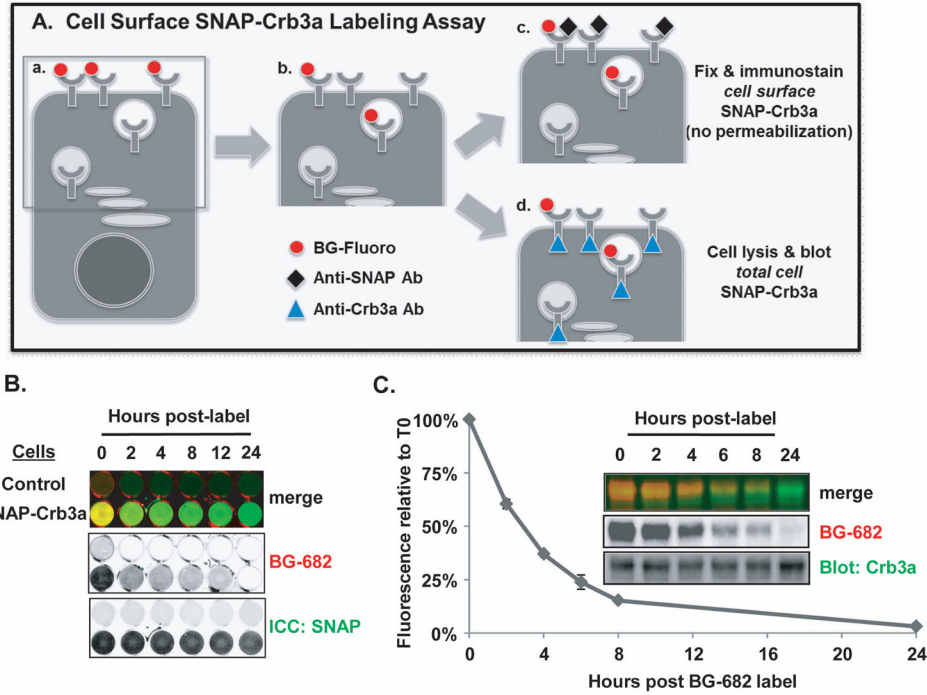 A. Cell Surface SNAP-Crb3a Labeling Assay
a.
b.
c.
Fix & immunostain
cell surface
SNAP-Crb3a
(no permeabilization)
d.
Cell lysis & blot
total cell
SNAP-Crb3a
BG-Fluoro
Anti-SNAP Ab
Anti-Crb3a Ab
B.
Hours post-label
Cells 0 2 4 8 12 24
Control
NAP-Crb3a
merge
BG-682
ICC: SNAP
C.
Fluorescence relative to T0
100%
75%
50%
25%
0%
0 4 8 12 16 20 24
Hours post BG-682 label
Hours post-label
0 2 4 6 8 24
merge
BG-682
Blot: Crb3a